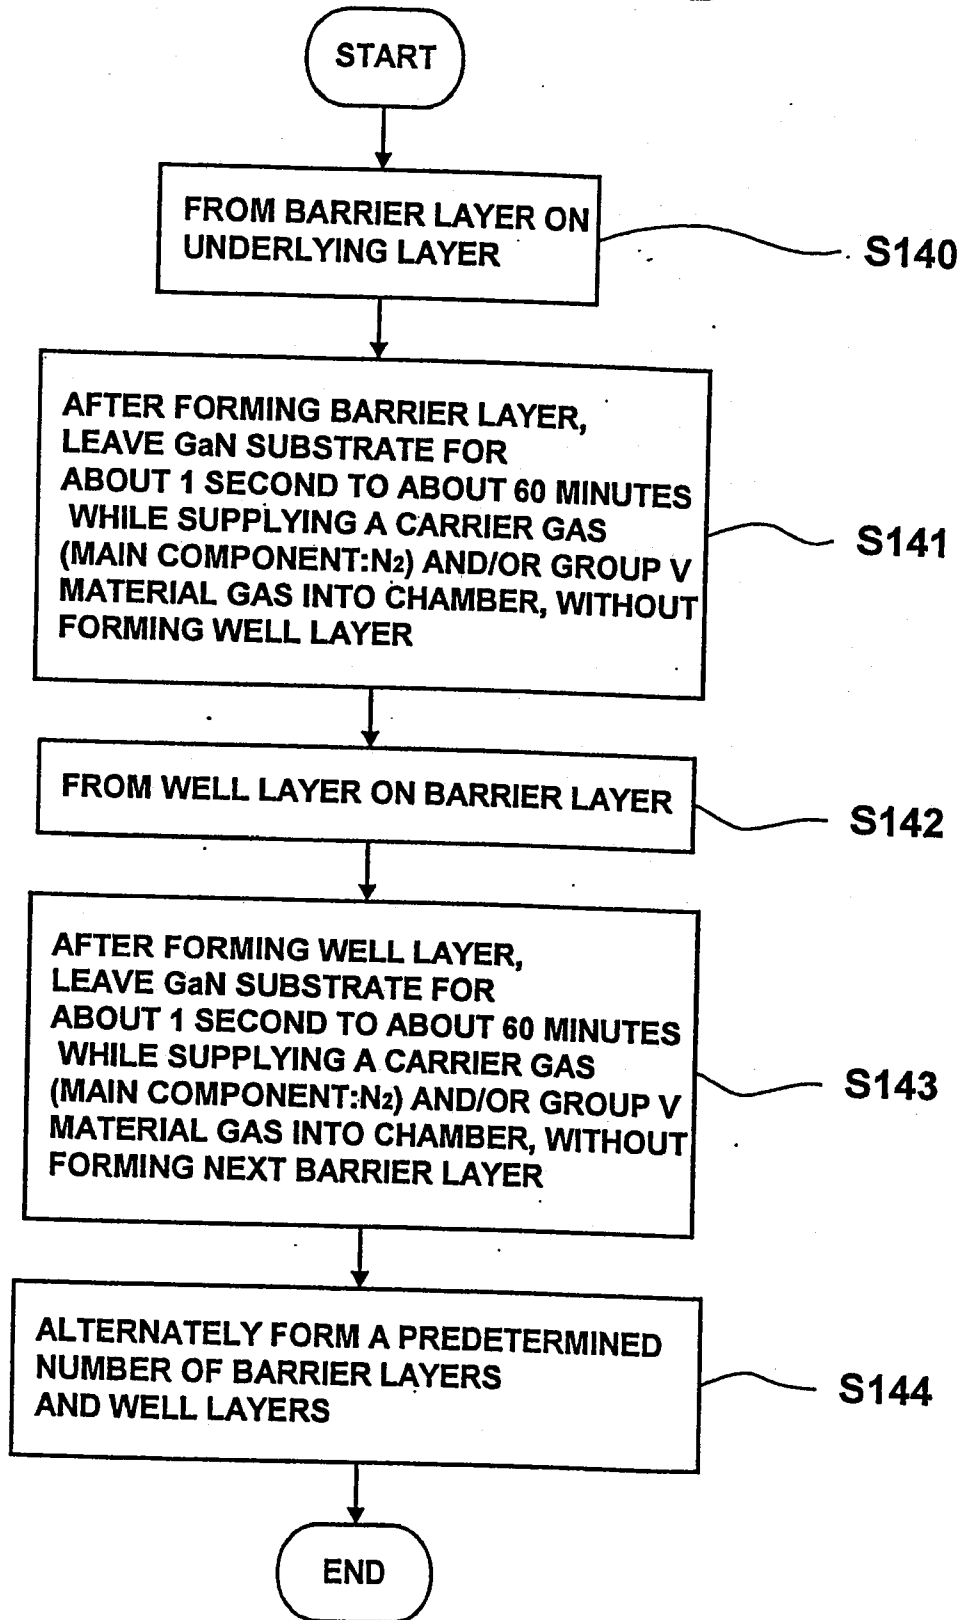 START
FROM BARRIER LAYER ON
UNDERLYING LAYER
S140
AFTER FORMING BARRIER LAYER,
LEAVE GaN SUBSTRATE FOR
ABOUT 1 SECOND TO ABOUT 60 MINUTES
WHILE SUPPLYING A CARRIER GAS
(MAIN COMPONENT:N2) AND/OR GROUP V
MATERIAL GAS INTO CHAMBER, WITHOUT
FORMING WELL LAYER
S141
FROM WELL LAYER ON BARRIER LAYER
S142
AFTER FORMING WELL LAYER,
LEAVE GaN SUBSTRATE FOR
ABOUT 1 SECOND TO ABOUT 60 MINUTES
WHILE SUPPLYING A CARRIER GAS
(MAIN COMPONENT:N2) AND/OR GROUP V
MATERIAL GAS INTO CHAMBER, WITHOUT
FORMING NEXT BARRIER LAYER
S143
ALTERNATELY FORM A PREDETERMINED
NUMBER OF BARRIER LAYERS
AND WELL LAYERS
S144
END